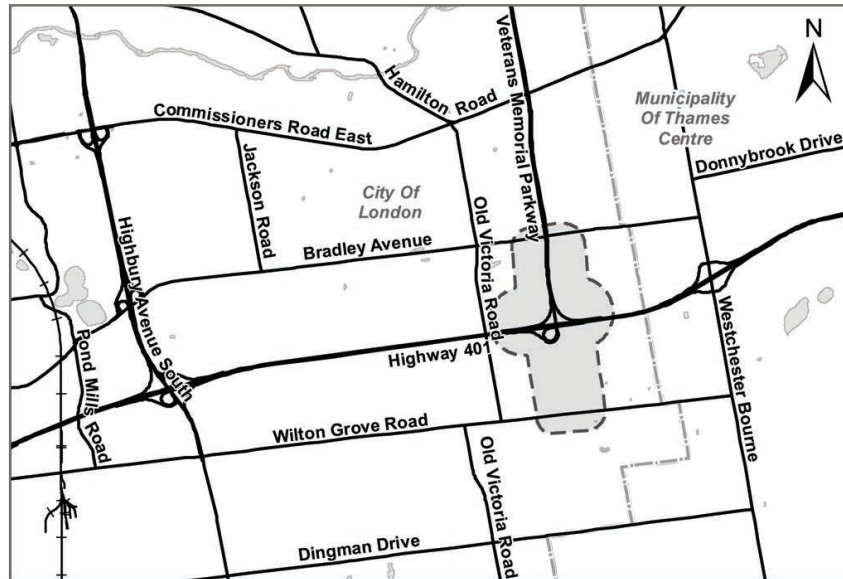 N
Veterans Memorial Parkway
Hamilton Road
Commissioners Road East
Municipality
Of Thames
Centre
Donnybrook Drive
Jackson Road
City Of
London
Old Victoria Road
Bradley Avenue
Highbury Avenue South
Highway 401
Westchester Bourne
Pond Mills Road
Wilton Grove Road
Old Victoria Road
Dingman Drive